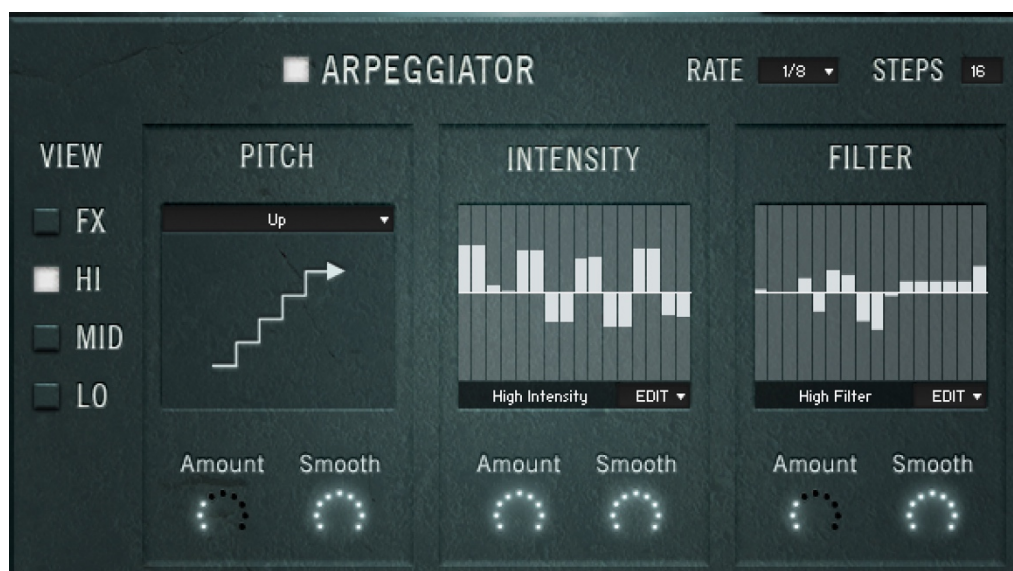 ARPEGGIATOR RATE 1/8 STEPS 16
VIEW PITCH INTENSITY FILTER
FX Up
HI
MID
LO
High Intensity EDIT High Filter EDIT
Amount Smooth Amount Smooth Amount Smooth